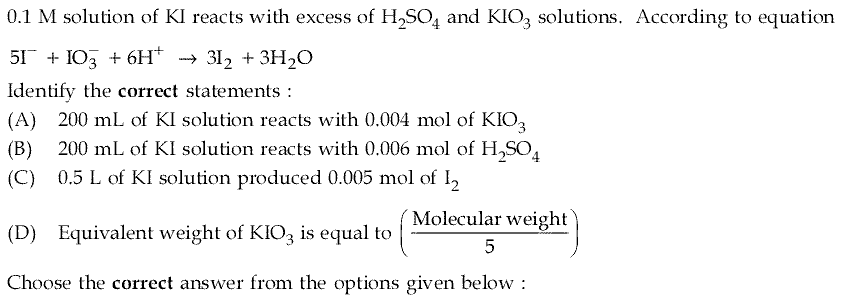 0.1 M solution of KI reacts with excess of H₂SO₄ and KIO₃ solutions. According to equation
5I⁻ + IO₃⁻ + 6H⁺ → 3I₂ + 3H₂O
Identify the correct statements :
(A) 200 mL of KI solution reacts with 0.004 mol of KIO₃
(B) 200 mL of KI solution reacts with 0.006 mol of H₂SO₄
(C) 0.5 L of KI solution produced 0.005 mol of I₂
(D) Equivalent weight of KIO₃ is equal to (Molecular weight / 5)
Choose the correct answer from the options given below :